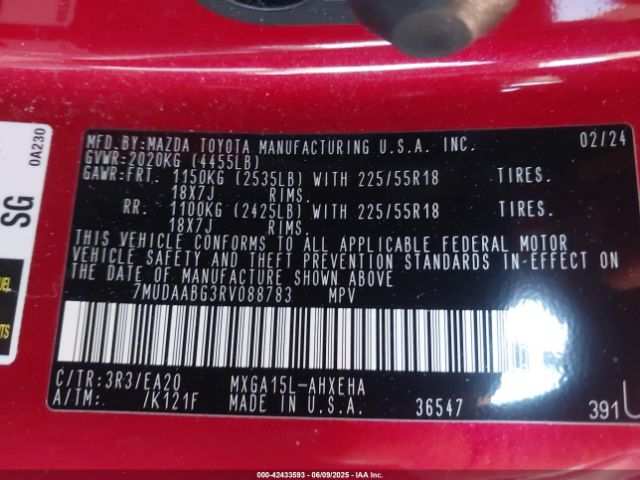 MFD.BY:MAZDA TOYOTA MANUFACTURING U.S.A. INC. 02/24
GVWR:2020KG (4455LB)
GAWR:FRT. 1150KG (2535LB) WITH 225/55R18 TIRES.
18X7J RIMS.
RR. 1100KG (2425LB) WITH 225/55R18 TIRES.
18X7J RIMS.
THIS VEHICLE CONFORMS TO ALL APPLICABLE FEDERAL MOTOR
VEHICLE SAFETY AND THEFT PREVENTION STANDARDS IN-EFFECT ON
THE DATE OF MANUFACTURE SHOWN ABOVE.
7MUDAABG3RV088783 MPV
C/TR:3R3/EA20 MXGA15L-AHXEHA
A/TM: /K121F MADE IN U.S.A. 36547 391
0A230
SG
000-42433593 - 06/09/2025 - IAA Inc.